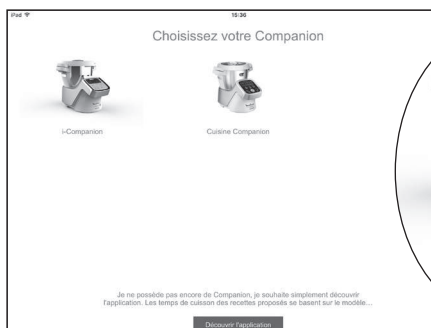 iPad
15:36
Choisissez votre Companion
i-Companion
Cuisine Companion
Je ne possède pas encore de Companion, je souhaite simplement découvrir
l'application. Les temps de cuisson des recettes proposés se basent sur le modèle...
Découvrir l'application